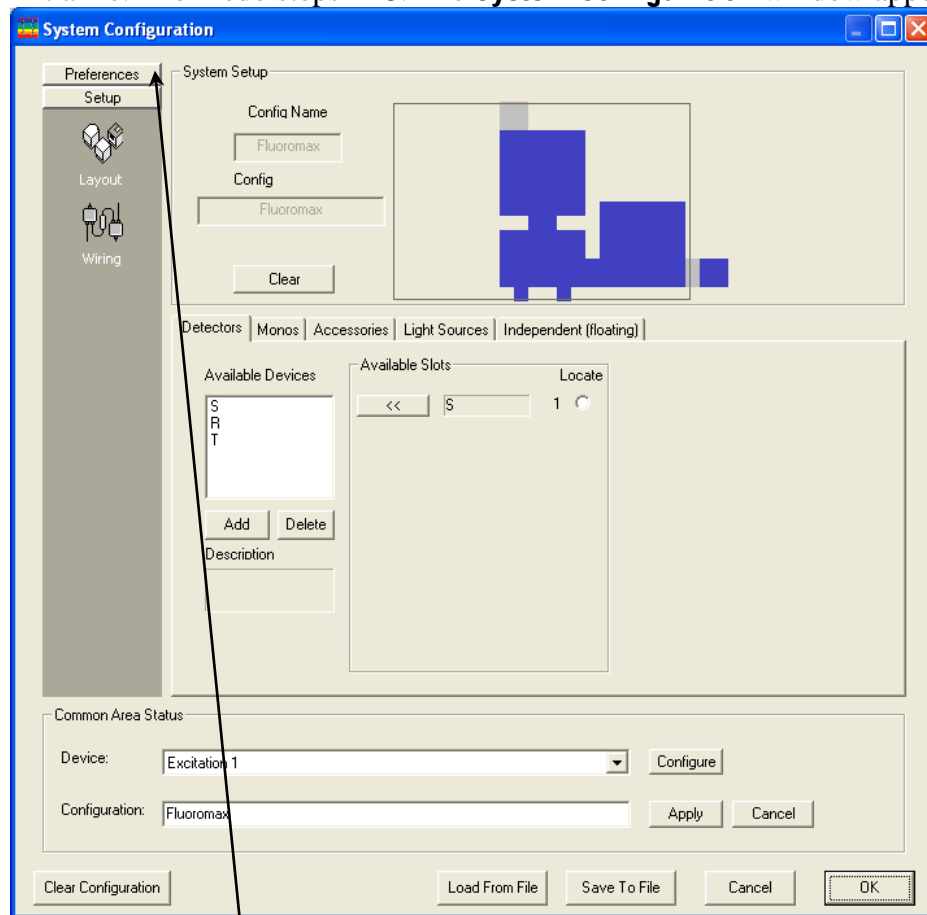 System Configuration
Preferences
Setup
Layout
Wiring
System Setup
Config Name
Fluoromax
Config
Fluoromax
Clear
Detectors Monos Accessories Light Sources Independent (floating)
Available Devices
S
R
T
Add Delete
Description
Available Slots
Locate
<< S 1
Common Area Status
Device: Excitation 1 Configure
Configuration: Fluoromax Apply Cancel
Clear Configuration Load From File Save To File Cancel OK